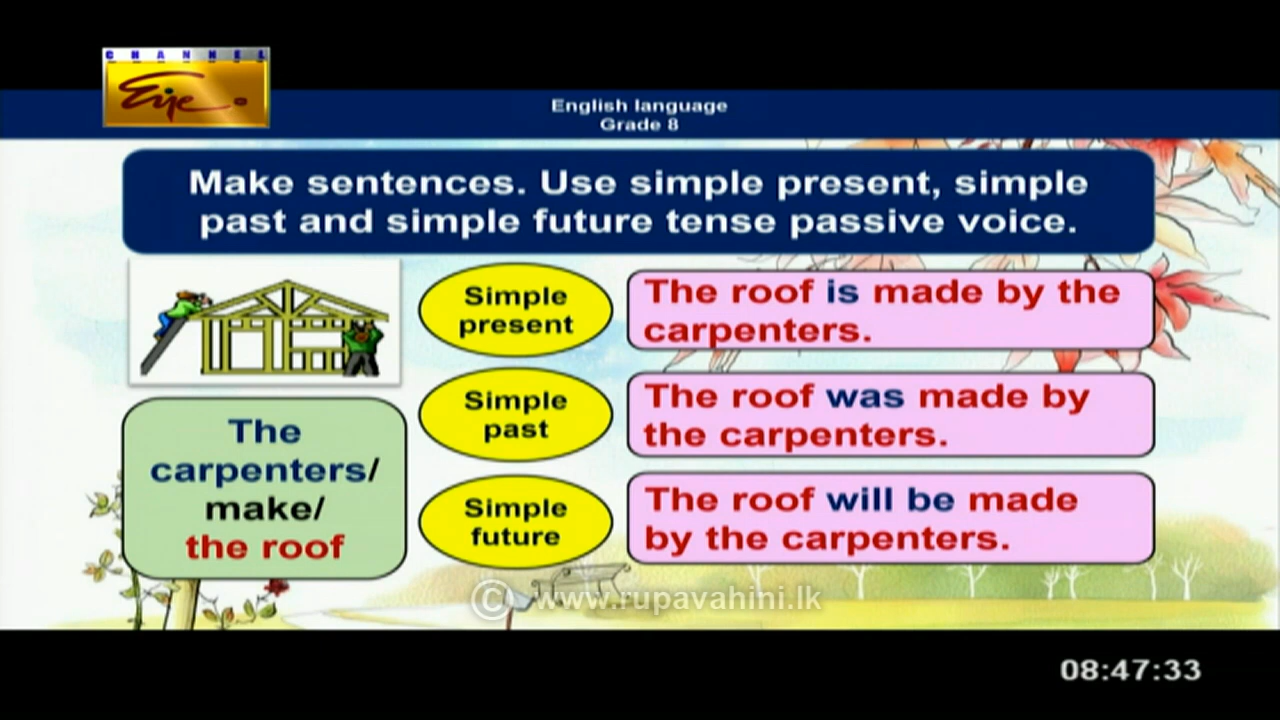 CHANNEL
Eye
English language
Grade 8
Make sentences. Use simple present, simple
past and simple future tense passive voice.
Simple
present
The roof is made by the
carpenters.
Simple
past
The roof was made by
the carpenters.
The
carpenters/
make/
the roof
Simple
future
The roof will be made
by the carpenters.
© www.rupavahini.lk
08:47:33